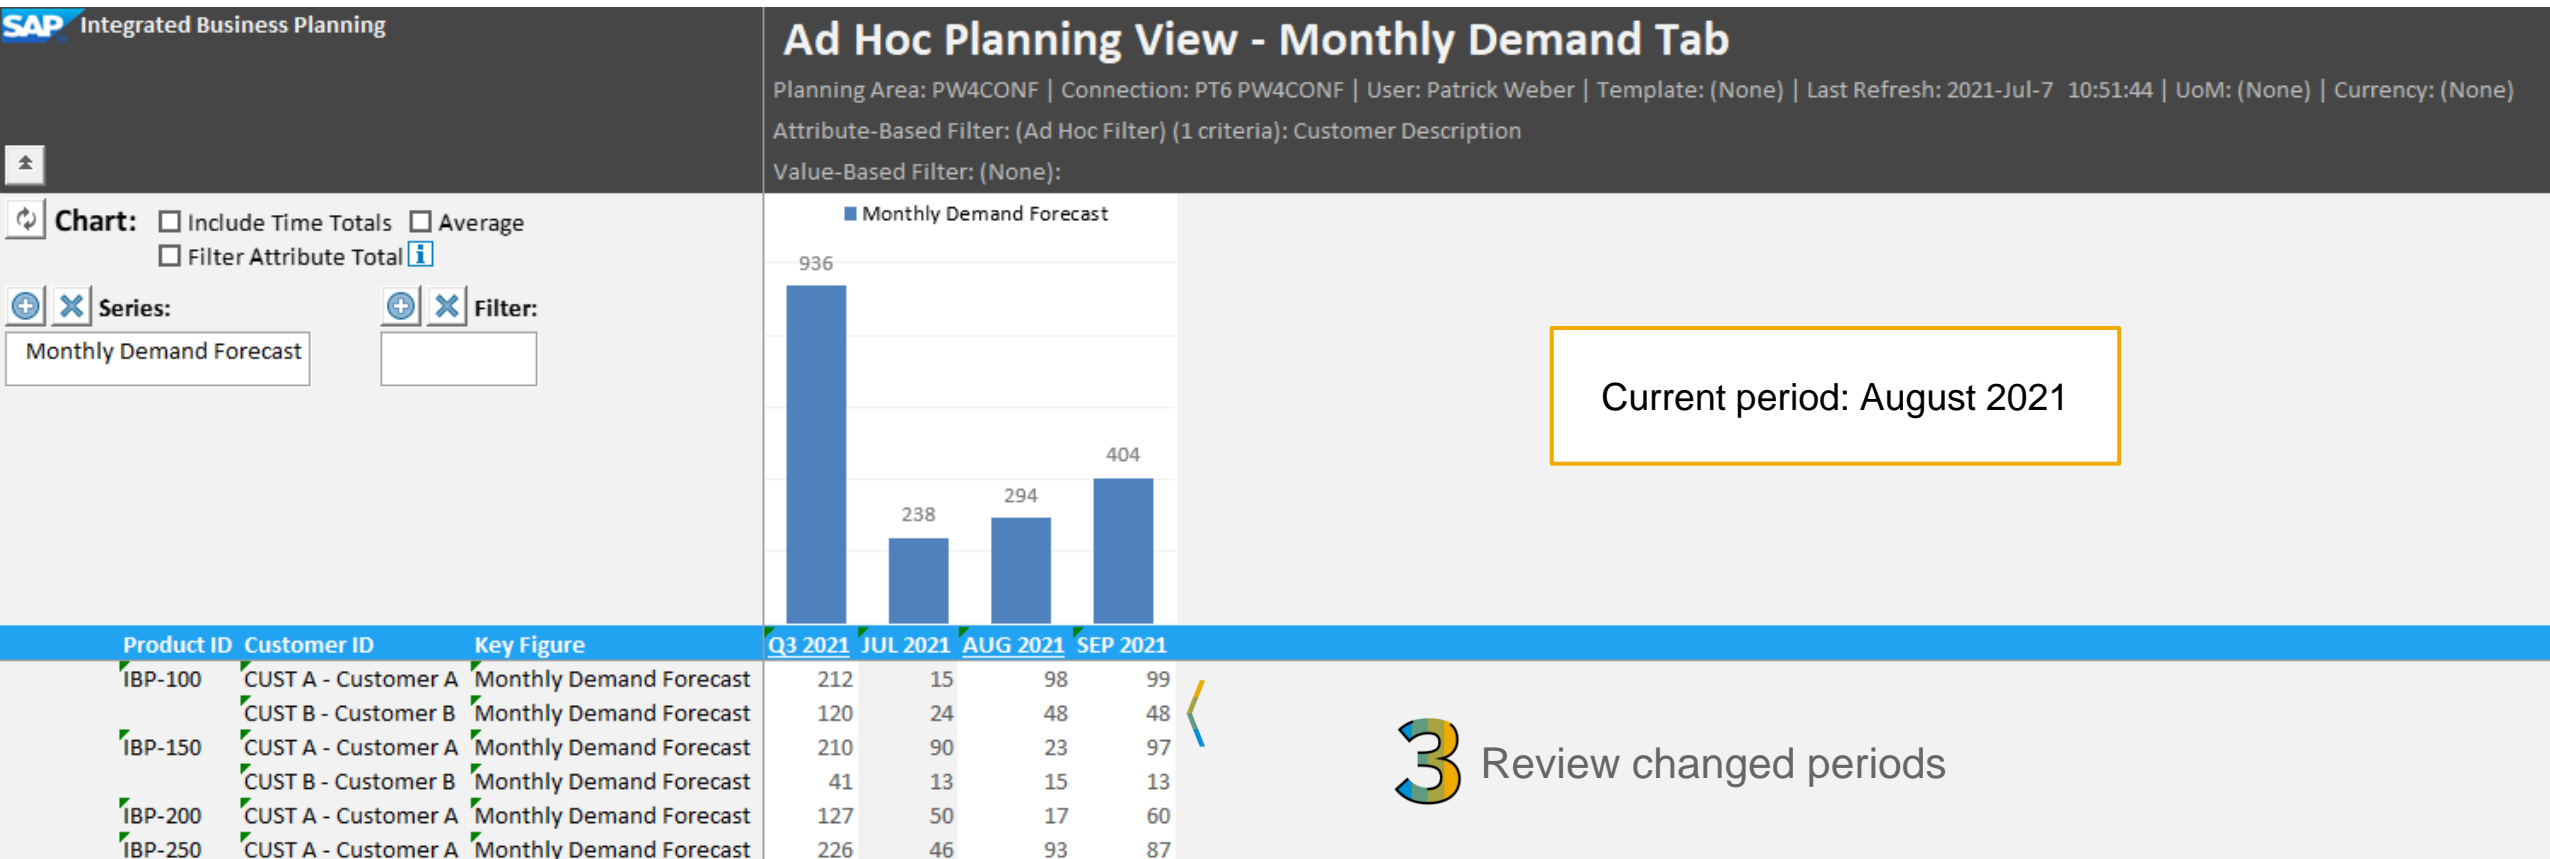 SAP Integrated Business Planning
Ad Hoc Planning View - Monthly Demand Tab
Planning Area: PW4CONF | Connection: PT6 PW4CONF | User: Patrick Weber | Template: (None) | Last Refresh: 2021-Jul-7 10:51:44 | UoM: (None) | Currency: (None)
Attribute-Based Filter: (Ad Hoc Filter) (1 criteria): Customer Description
Value-Based Filter: (None):
Chart: Include Time Totals Average
Filter Attribute Total i
Series: Filter:
Monthly Demand Forecast
Monthly Demand Forecast
936
238
294
404
Current period: August 2021
Product ID Customer ID Key Figure Q3 2021 JUL 2021 AUG 2021 SEP 2021
IBP-100 CUST A - Customer A Monthly Demand Forecast 212 15 98 99
CUST B - Customer B Monthly Demand Forecast 120 24 48 48
IBP-150 CUST A - Customer A Monthly Demand Forecast 210 90 23 97
CUST B - Customer B Monthly Demand Forecast 41 13 15 13
IBP-200 CUST A - Customer A Monthly Demand Forecast 127 50 17 60
IBP-250 CUST A - Customer A Monthly Demand Forecast 226 46 93 87
3 Review changed periods